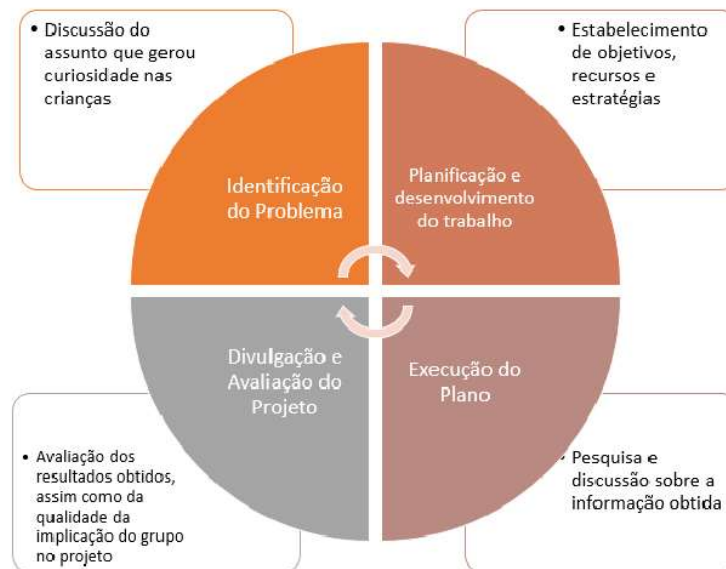 • Discussão do
assunto que gerou
curiosidade nas
crianças
• Estabelecimento
de objetivos,
recursos e
estratégias
Identificação
do Problema
Planificação e
desenvolvimento
do trabalho
Divulgação e
Avaliação do
Projeto
Execução do
Plano
• Avaliação dos
resultados obtidos,
assim como da
qualidade da
implicação do grupo
no projeto
• Pesquisa e
discussão sobre a
informação obtida